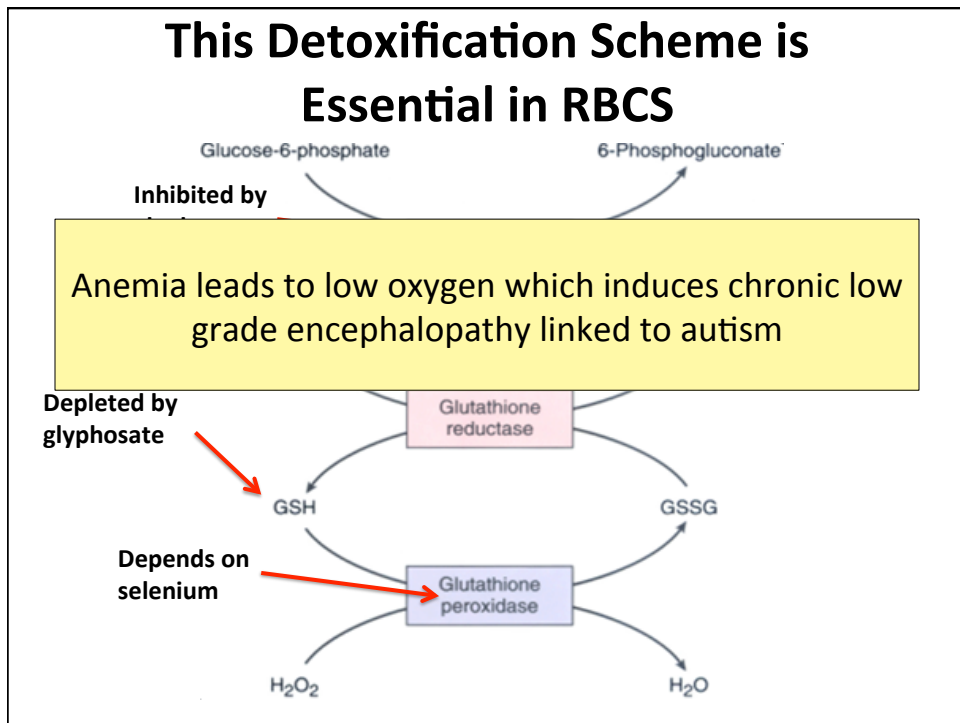 This Detoxification Scheme is
Essential in RBCS
Glucose-6-phosphate
6-Phosphogluconate
Inhibited by
Anemia leads to low oxygen which induces chronic low
grade encephalopathy linked to autism
Depleted by
glyphosate
Glutathione
reductase
GSH
GSSG
Depends on
selenium
Glutathione
peroxidase
H₂O₂
H₂O